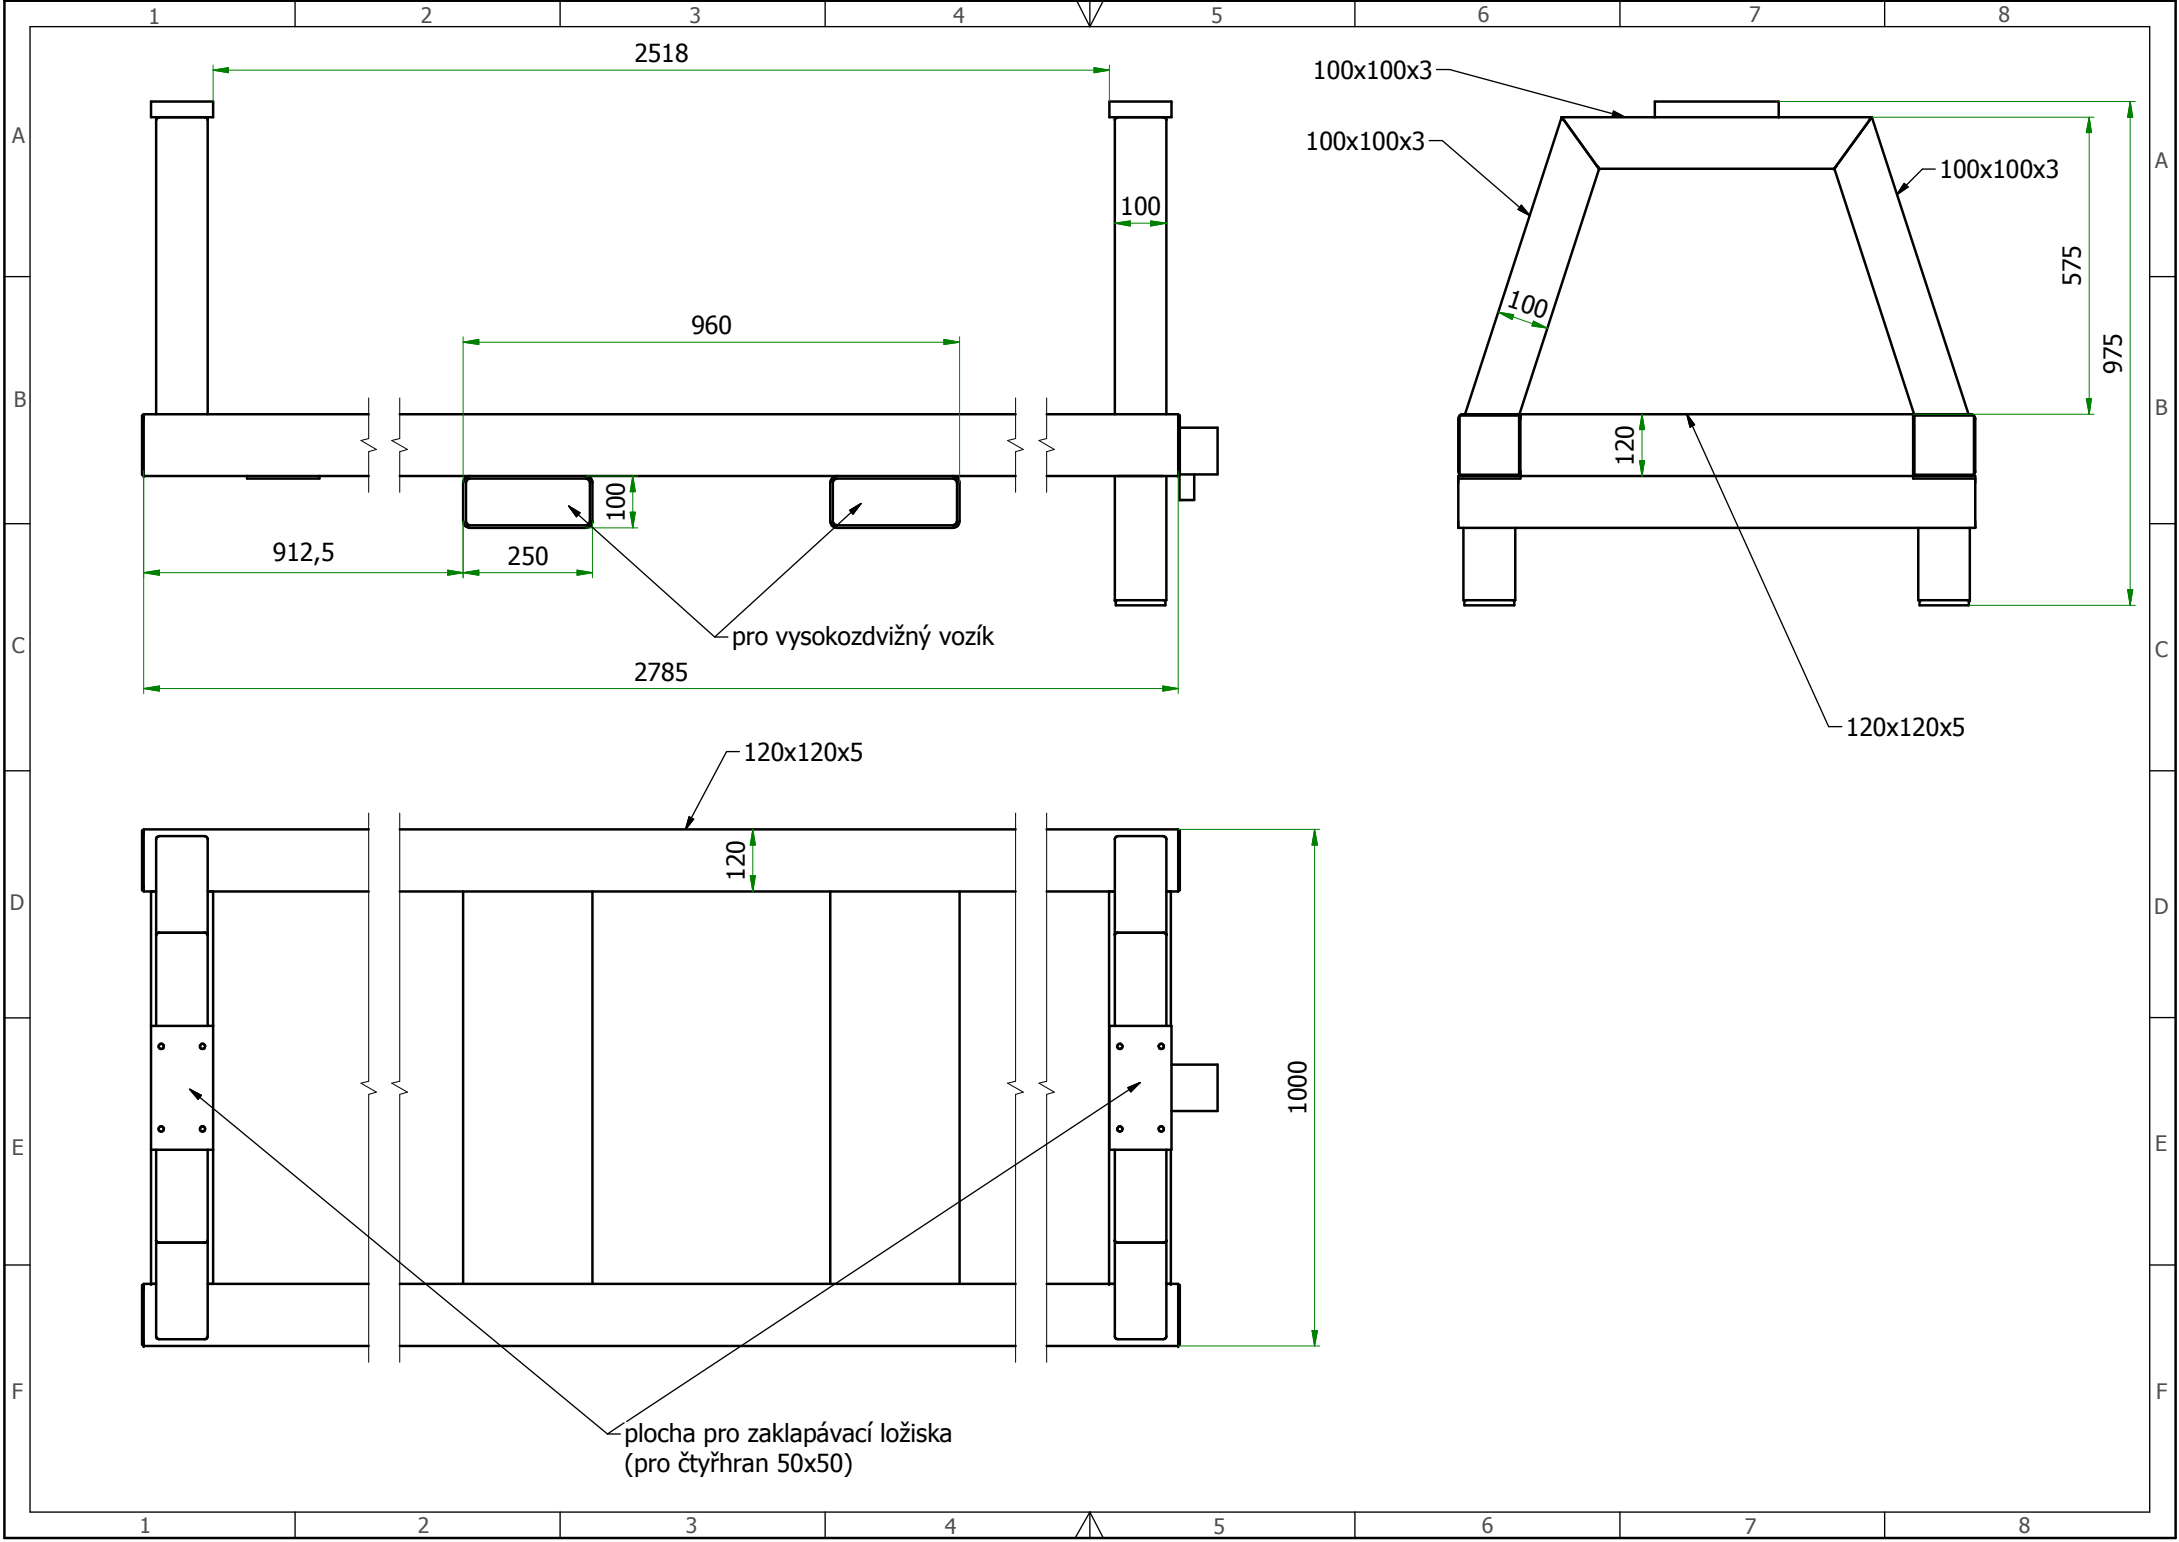 1 2 3 4 5 6 7 8
2518
100x100x3
A
100x100x3
100x100x3
A
100
575
100
960
975
B
B
120
100
912,5
250
pro vysokozdvižný vozík
C
C
2785
120x120x5
120x120x5
120
D
D
1000
E
E
F
F
plocha pro zaklapávací ložiska
(pro čtyřhran 50x50)
1 2 3 4 5 6 7 8